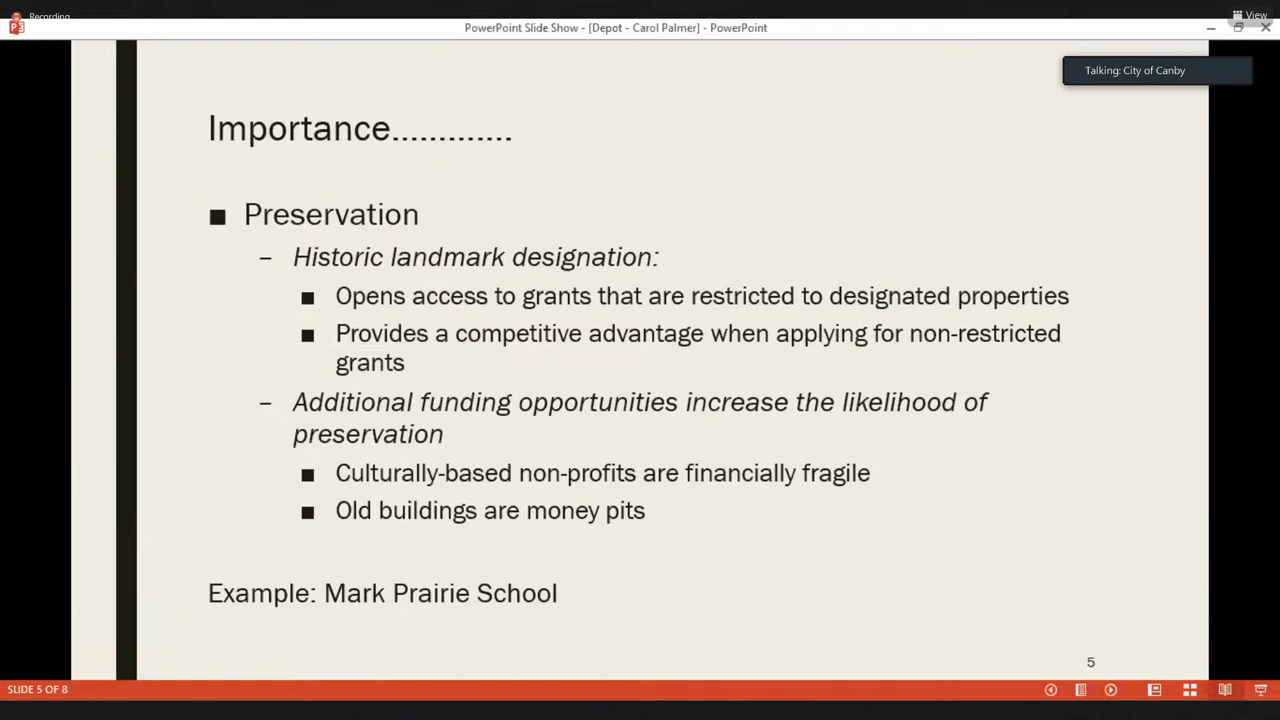 Recording
View
PowerPoint Slide Show - [Depot - Carol Palmer] - PowerPoint
Talking: City of Canby
Importance.............
■ Preservation
– Historic landmark designation:
■ Opens access to grants that are restricted to designated properties
■ Provides a competitive advantage when applying for non-restricted
grants
– Additional funding opportunities increase the likelihood of
preservation
■ Culturally-based non-profits are financially fragile
■ Old buildings are money pits
Example: Mark Prairie School
5
SLIDE 5 OF 8